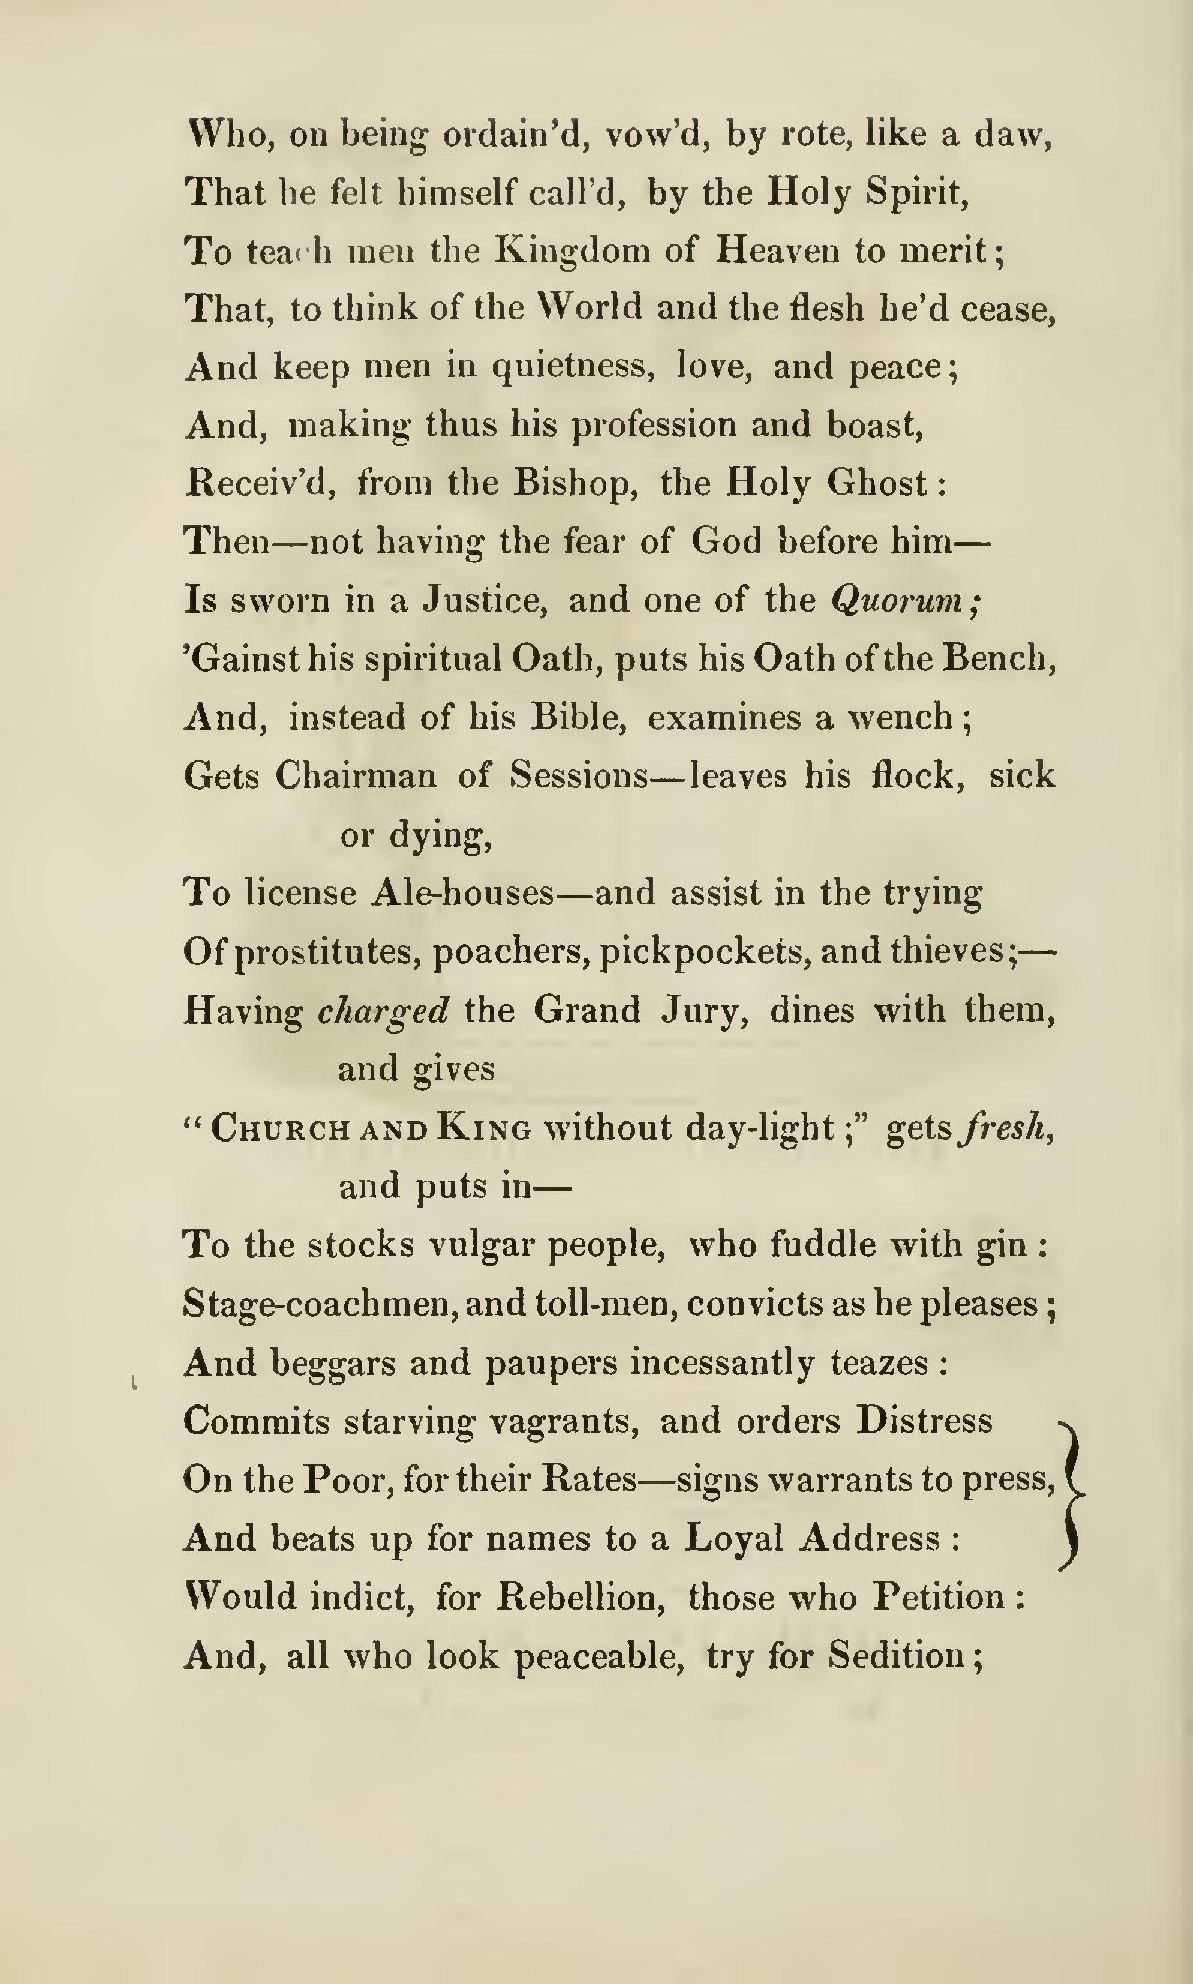 Who, on being ordain'd, vow'd, by rote, like a daw,
That he felt himself call'd, by the Holy Spirit,
To teach men the Kingdom of Heaven to merit;
That, to think of the World and the flesh he'd cease,
And keep men in quietness, love, and peace;
And, making thus his profession and boast,
Receiv'd, from the Bishop, the Holy Ghost:
Then—not having the fear of God before him—
Is sworn in a Justice, and one of the Quorum;
'Gainst his spiritual Oath, puts his Oath of the Bench,
And, instead of his Bible, examines a wench;
Gets Chairman of Sessions—leaves his flock, sick
or dying,
To license Ale-houses—and assist in the trying
Of prostitutes, poachers, pickpockets, and thieves;—
Having charged the Grand Jury, dines with them,
and gives
"CHURCH AND KING without day-light;" gets fresh,
and puts in—
To the stocks vulgar people, who fuddle with gin:
Stage-coachmen, and toll-men, convicts as he pleases;
And beggars and paupers incessantly teazes:
Commits starving vagrants, and orders Distress
On the Poor, for their Rates—signs warrants to press,
And beats up for names to a Loyal Address:
Would indict, for Rebellion, those who Petition:
And, all who look peaceable, try for Sedition;